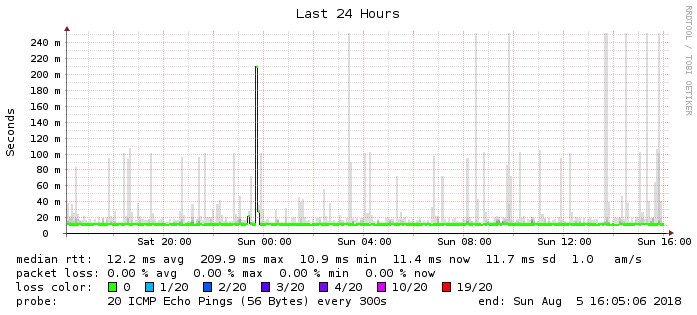 Last 24 Hours
RRDTOOL / TOBI OETIKER
Seconds
240 m
220 m
200 m
180 m
160 m
140 m
120 m
100 m
80 m
60 m
40 m
20 m
0
Sat 20:00 Sun 00:00 Sun 04:00 Sun 08:00 Sun 12:00 Sun 16:00
median rtt: 12.2 ms avg 209.9 ms max 10.9 ms min 11.4 ms now 11.7 ms sd 1.0 am/s
packet loss: 0.00 % avg 0.00 % max 0.00 % min 0.00 % now
loss color: 0 1/20 2/20 3/20 4/20 10/20 19/20
probe: 20 ICMP Echo Pings (56 Bytes) every 300s end: Sun Aug 5 16:05:06 2018